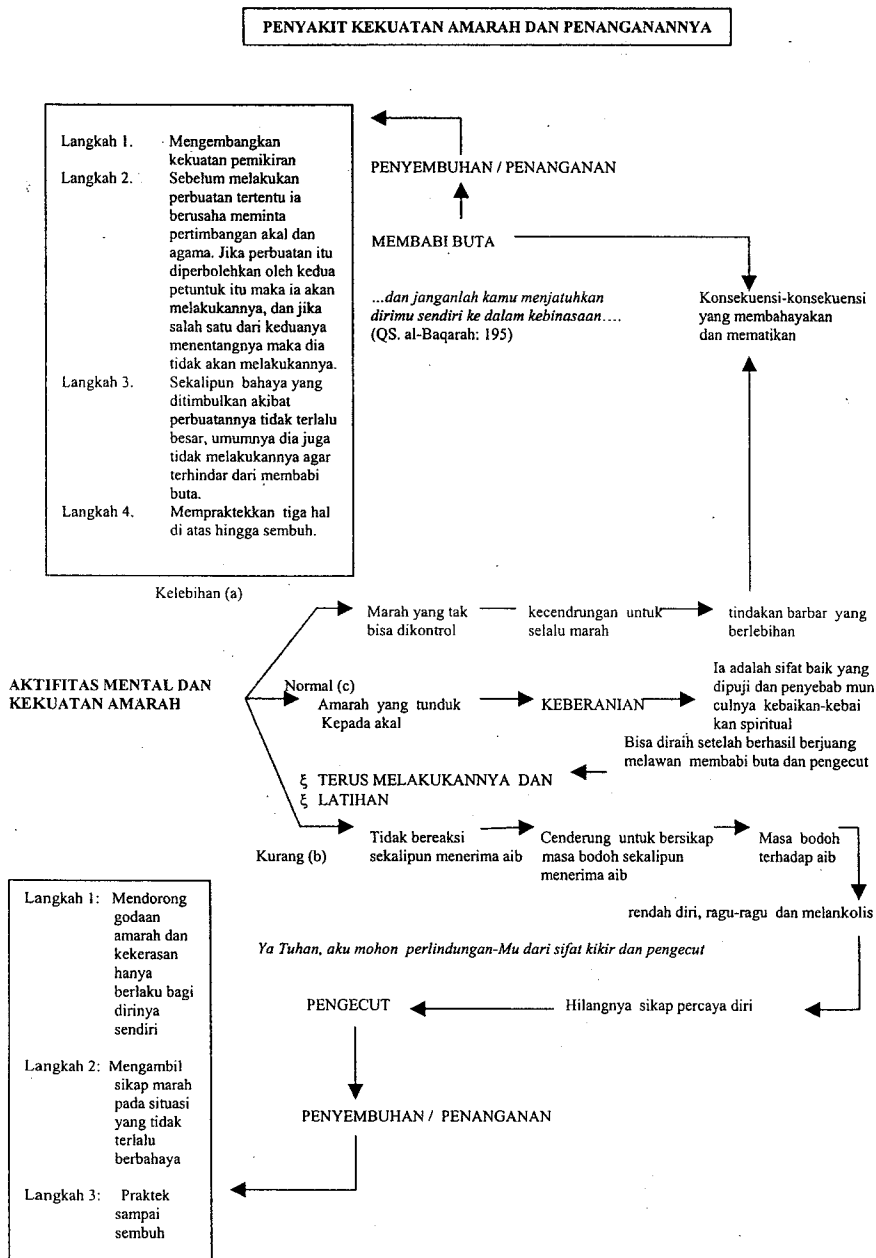 PENYAKIT KEKUATAN AMARAH DAN PENANGANANNYA
Langkah 1. Mengembangkan
kekuatan pemikiran
Langkah 2. Sebelum melakukan
perbuatan tertentu ia
berusaha meminta
pertimbangan akal dan
agama. Jika perbuatan itu
diperbolehkan oleh kedua
petuntuk itu maka ia akan
melakukannya, dan jika
salah satu dari keduanya
menentangnya maka dia
tidak akan melakukannya.
Langkah 3. Sekalipun bahaya yang
ditimbulkan akibat
perbuatannya tidak terlalu
besar, umumnya dia juga
tidak melakukannya agar
terhindar dari membabi
buta.
Langkah 4. Mempraktekkan tiga hal
di atas hingga sembuh.
PENYEMBUHAN / PENANGANAN
MEMBABI BUTA
...dan janganlah kamu menjatuhkan
dirimu sendiri ke dalam kebinasaan....
(QS. al-Baqarah: 195)
Konsekuensi-konsekuensi
yang membahayakan
dan mematikan
Kelebihan (a)
Marah yang tak
bisa dikontrol
kecendrungan untuk
selalu marah
tindakan barbar yang
berlebihan
AKTIFITAS MENTAL DAN
KEKUATAN AMARAH
Normal (c)
Amarah yang tunduk
Kepada akal
KEBERANIAN
Ia adalah sifat baik yang
dipuji dan penyebab mun
culnya kebaikan-kebai
kan spiritual
Bisa diraih setelah berhasil berjuang
melawan membabi buta dan pengecut
ξ TERUS MELAKUKANNYA DAN
ξ LATIHAN
Kurang (b)
Tidak bereaksi
sekalipun menerima aib
Cenderung untuk bersikap
masa bodoh sekalipun
menerima aib
Masa bodoh
terhadap aib
rendah diri, ragu-ragu dan melankolis
Ya Tuhan, aku mohon perlindungan-Mu dari sifat kikir dan pengecut
Hilangnya sikap percaya diri
PENGECUT
PENYEMBUHAN / PENANGANAN
Langkah 1: Mendorong
godaan
amarah dan
kekerasan
hanya
berlaku bagi
dirinya
sendiri
Langkah 2: Mengambil
sikap marah
pada situasi
yang tidak
terlalu
berbahaya
Langkah 3: Praktek
sampai
sembuh